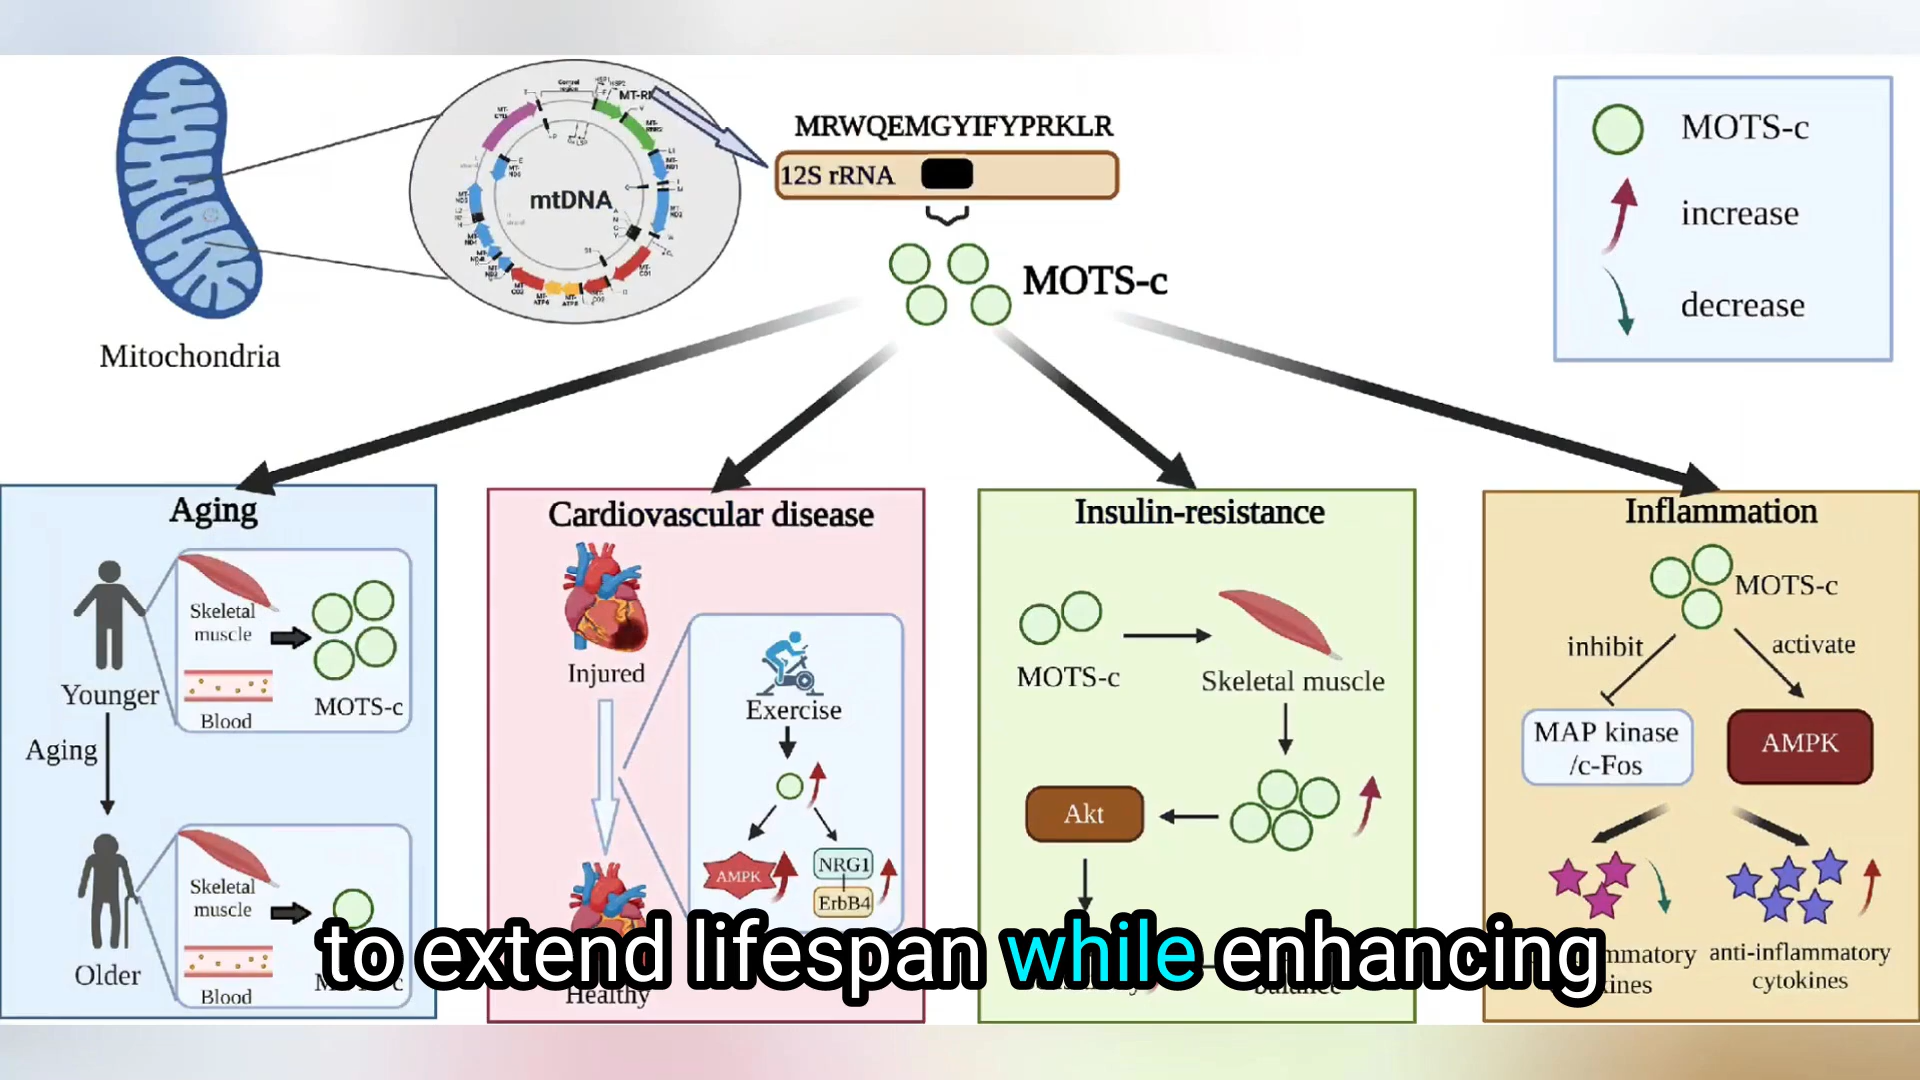 MRWQEMGYIFYPRKLR
12S rRNA
mtDNA
Control
region
MOTS-c
Mitochondria
MOTS-c
increase
decrease
Aging
Skeletal
muscle
Blood
MOTS-c
Younger
Aging
Skeletal
muscle
Blood
Older
Cardiovascular disease
Injured
Exercise
AMPK
NRG1
ErbB4
Healthy
Insulin-resistance
MOTS-c
Skeletal muscle
Akt
Inflammation
MOTS-c
inhibit
activate
MAP kinase
/c-Fos
AMPK
anti-inflammatory
cytokines
to extend lifespan while enhancing